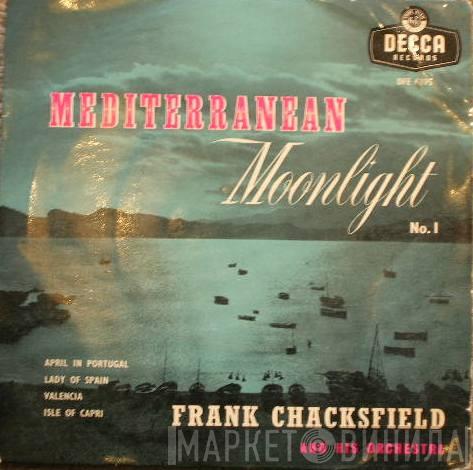 DECCA
RECORDS
MEDITERRANEAN
Moonlight
No. 1
APRIL IN PORTUGAL
LADY OF SPAIN
VALENCIA
ISLE OF CAPRI
FRANK CHACKSFIELD
AND HIS ORCHESTRA